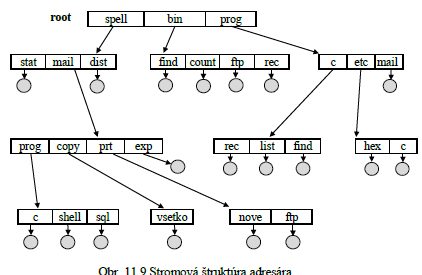 root spell bin prog
stat mail dist find count ftp rec c etc mail
prog copy prt exp rec list find hex c
c shell sql vsetko nove ftp
Obr. 11.9 Stromová štruktúra adresára